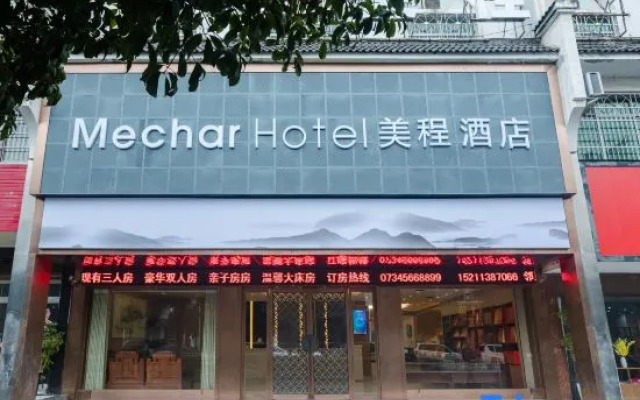 Mechar Hotel 美程酒店
现有三人房 豪华双人房 亲子房房 温馨大床房 订房热线 07345668899 15211387066 邻